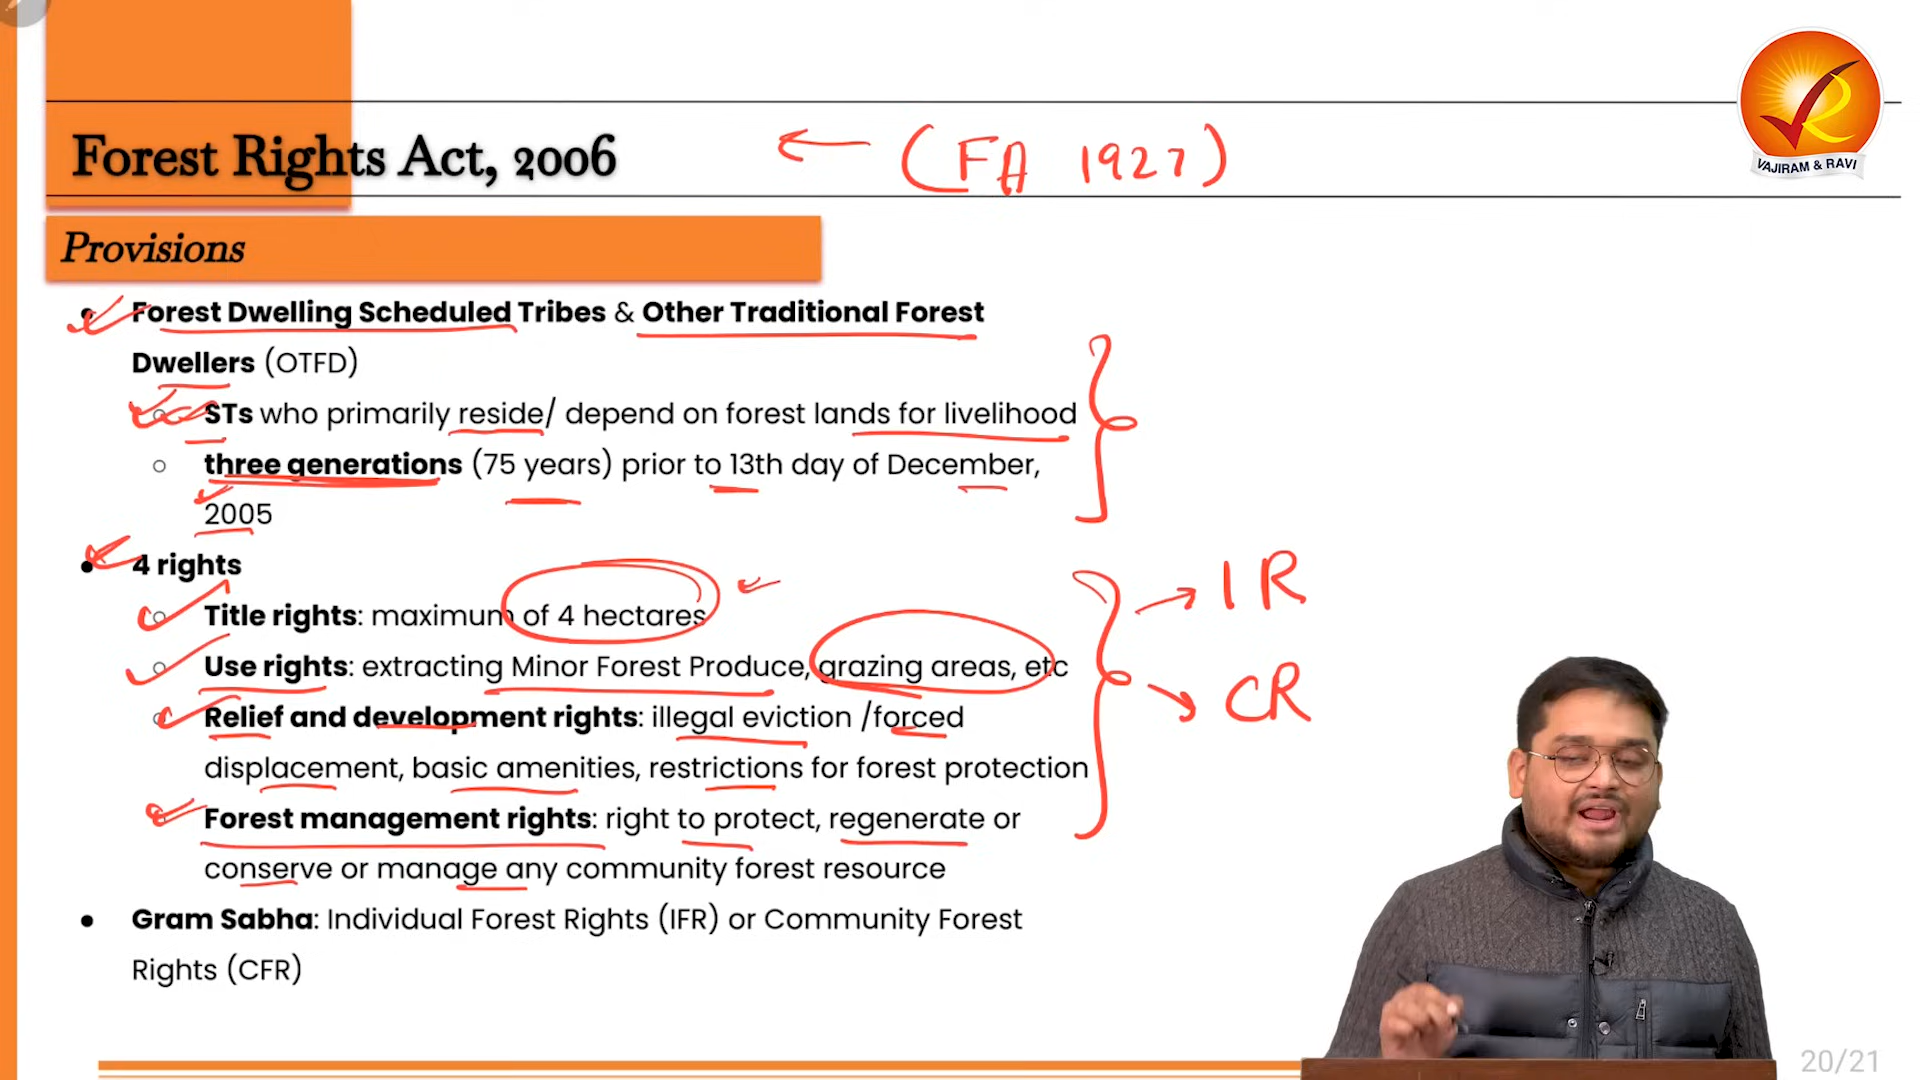 Forest Rights Act, 2006
← (FA 1927)
VAJIRAM & RAVI
Provisions
Forest Dwelling Scheduled Tribes & Other Traditional Forest
Dwellers (OTFD)
STs who primarily reside/ depend on forest lands for livelihood
three generations (75 years) prior to 13th day of December,
2005
4 rights
Title rights: maximum of 4 hectares
Use rights: extracting Minor Forest Produce, grazing areas, etc
Relief and development rights: illegal eviction /forced
displacement, basic amenities, restrictions for forest protection
Forest management rights: right to protect, regenerate or
conserve or manage any community forest resource
→ IR
→ CR
Gram Sabha: Individual Forest Rights (IFR) or Community Forest
Rights (CFR)
20/21